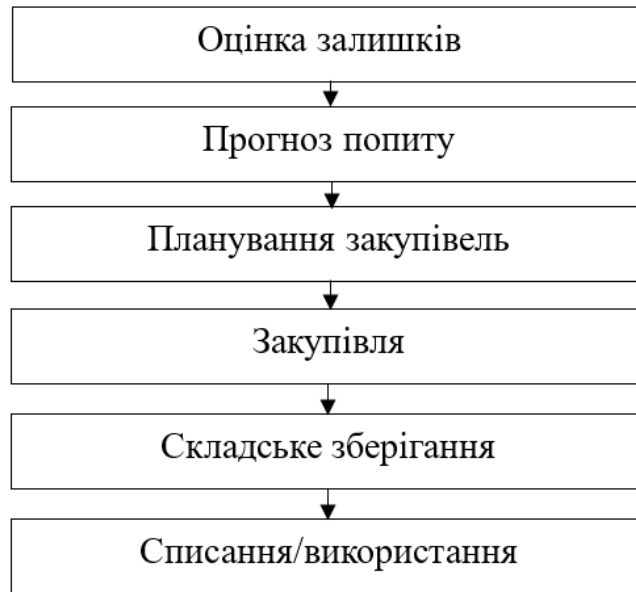 Оцінка залишків
Прогноз попиту
Планування закупівель
Закупівля
Складське зберігання
Списання/використання